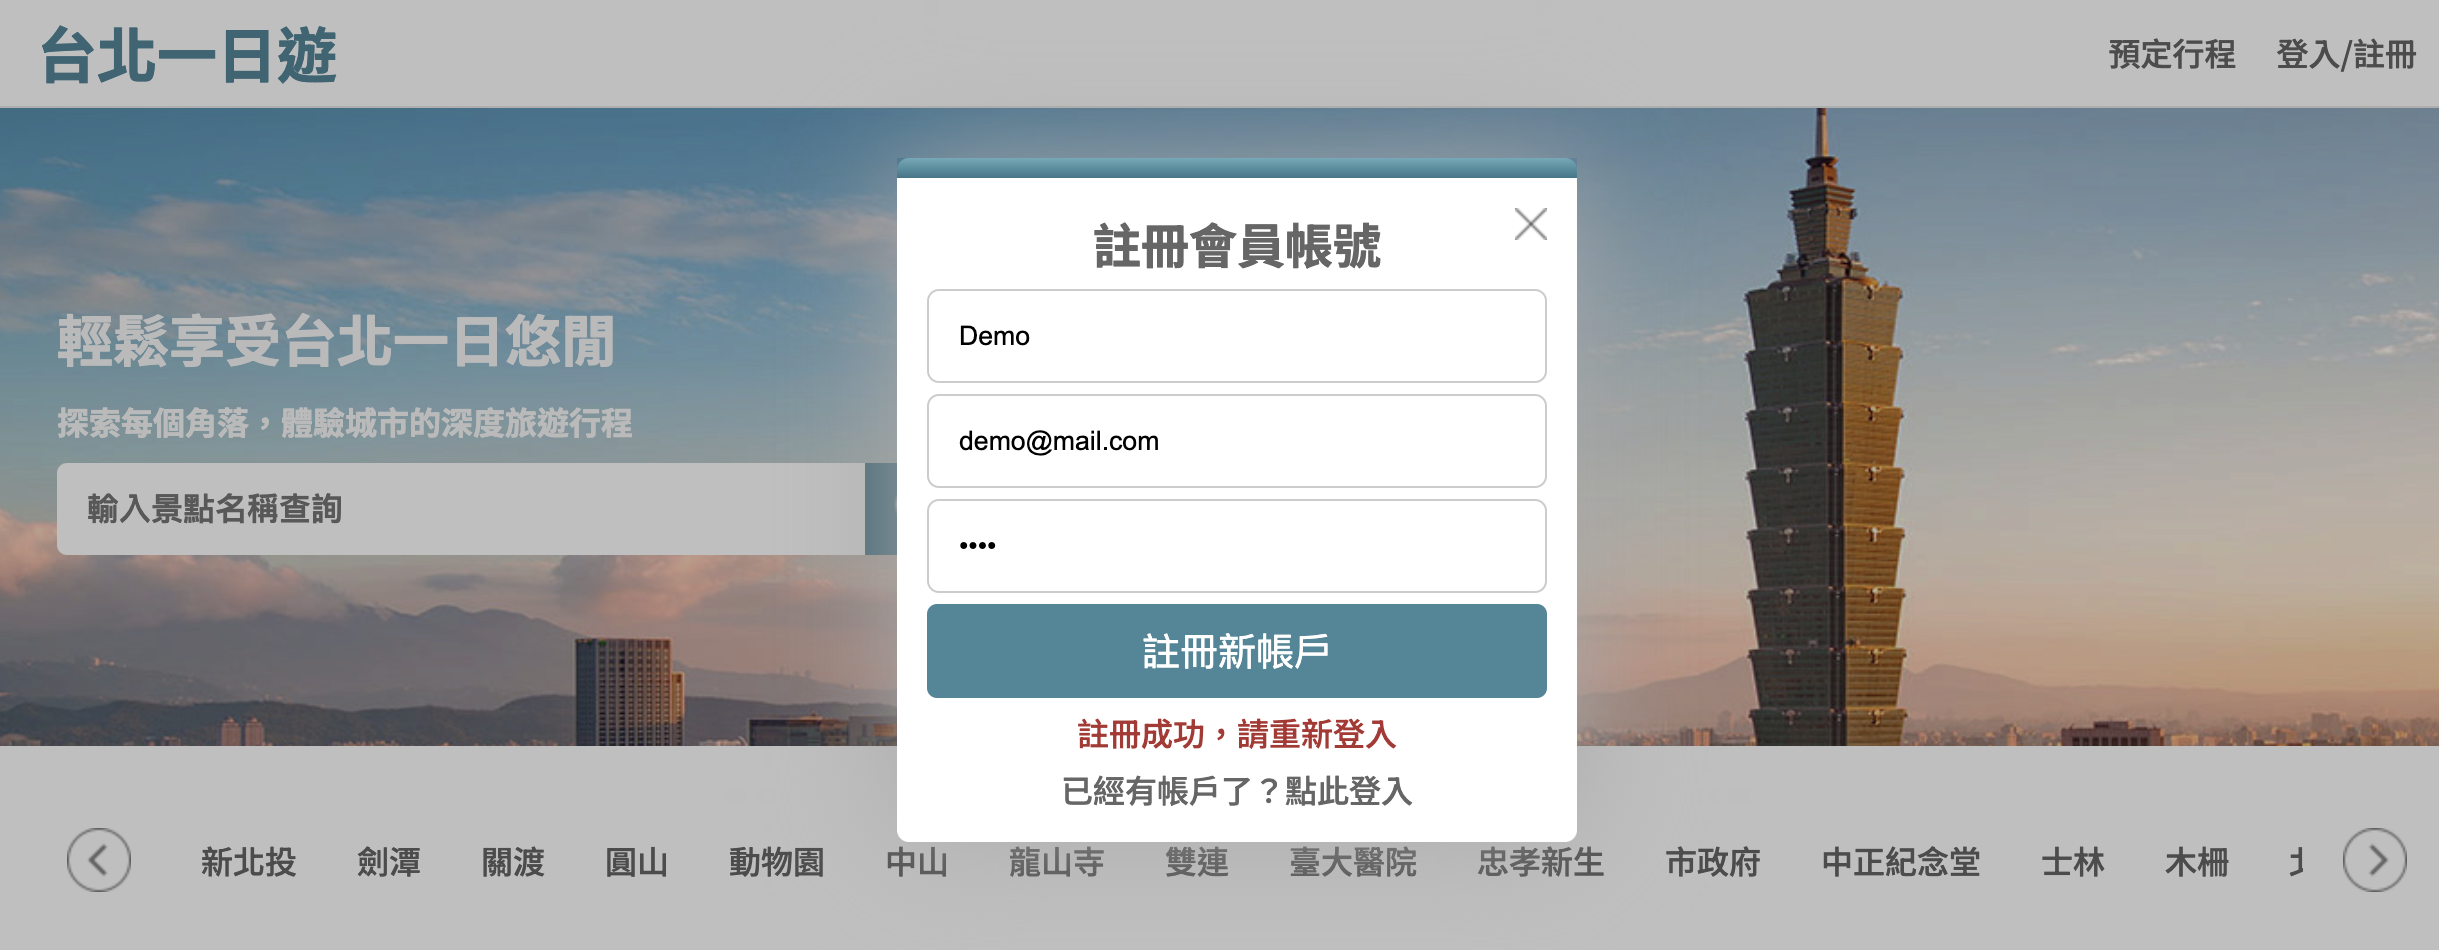 台北一日遊
預定行程
登入/註冊
註冊會員帳號
Demo
demo@mail.com
••••
註冊新帳戶
註冊成功，請重新登入
已經有帳戶了？點此登入
輕鬆享受台北一日悠閒
探索每個角落，體驗城市的深度旅遊行程
輸入景點名稱查詢
新北投 劍潭 關渡 圓山 動物園 中山 龍山寺 雙連 臺大醫院 忠孝新生 市政府 中正紀念堂 士林 木柵